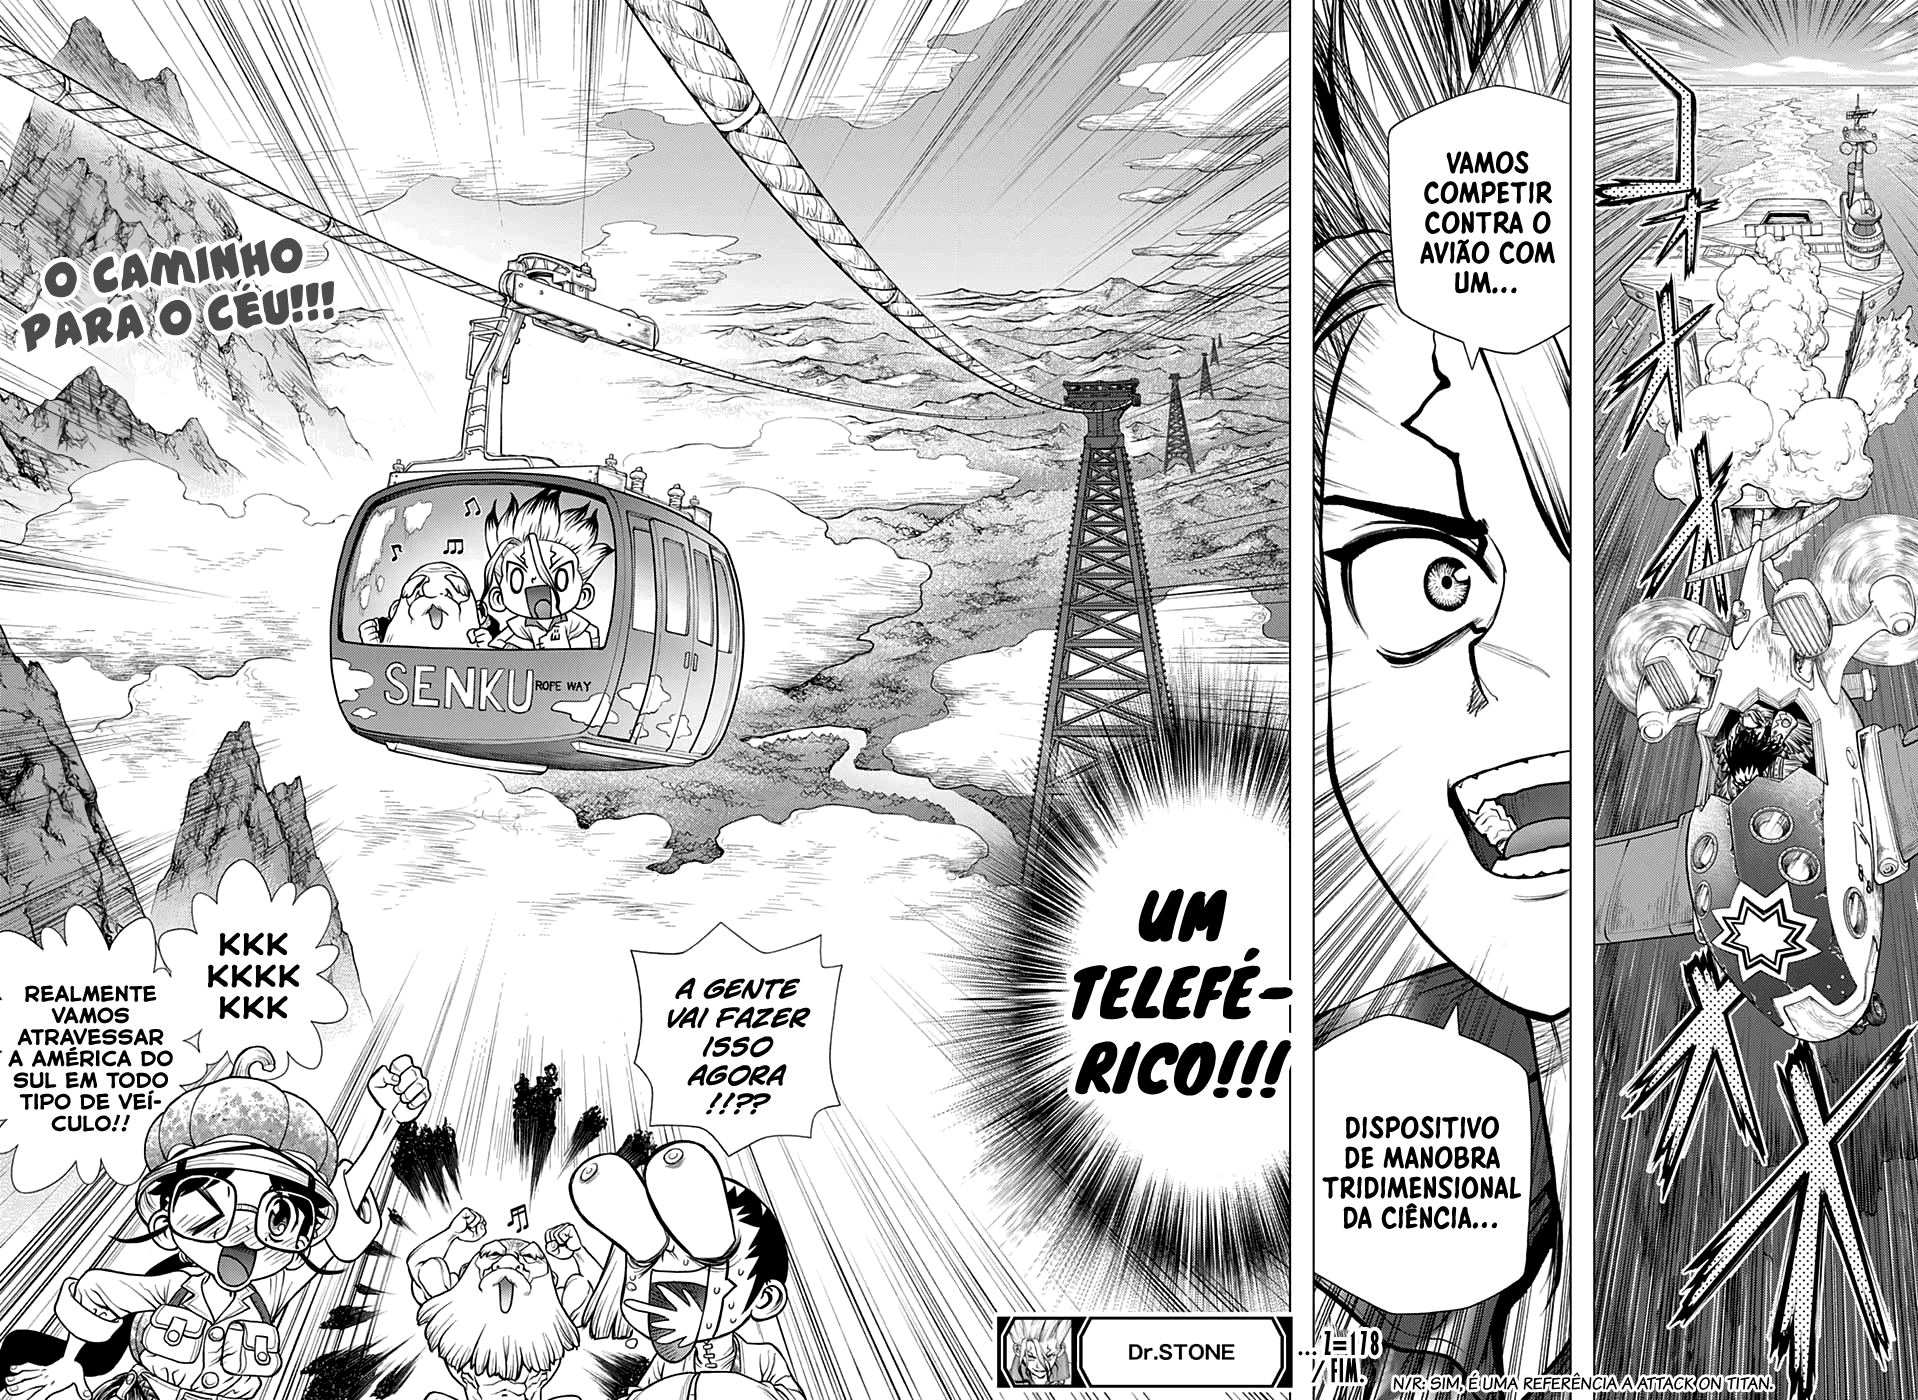 VAMOS
COMPETIR
CONTRA O
AVIÃO COM
UM...
DISPOSITIVO
DE MANOBRA
TRIDIMENSIONAL
DA CIÊNCIA...
UM
TELEFÉ-
RICO!!!
O CAMINHO
PARA O CÉU!!!
SENKU
ROPE WAY
A GENTE
VAI FAZER
ISSO
AGORA
!!??
KKK
KKKK
KKK
REALMENTE
VAMOS
ATRAVESSAR
A AMÉRICA DO
SUL EM TODO
TIPO DE VEÍ-
CULO!!
Dr.STONE
... Z=178
/ FIM.
N/R: SIM, É UMA REFERÊNCIA A ATTACK ON TITAN.